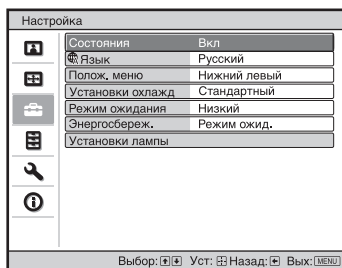 Настройка
Состояния Вкл
Язык Русский
Полож. меню Нижний левый
Установки охлажд Стандартный
Режим ожидания Низкий
Энергосбереж. Режим ожид.
Установки лампы
Выбор: Уст: Назад: Вых: MENU